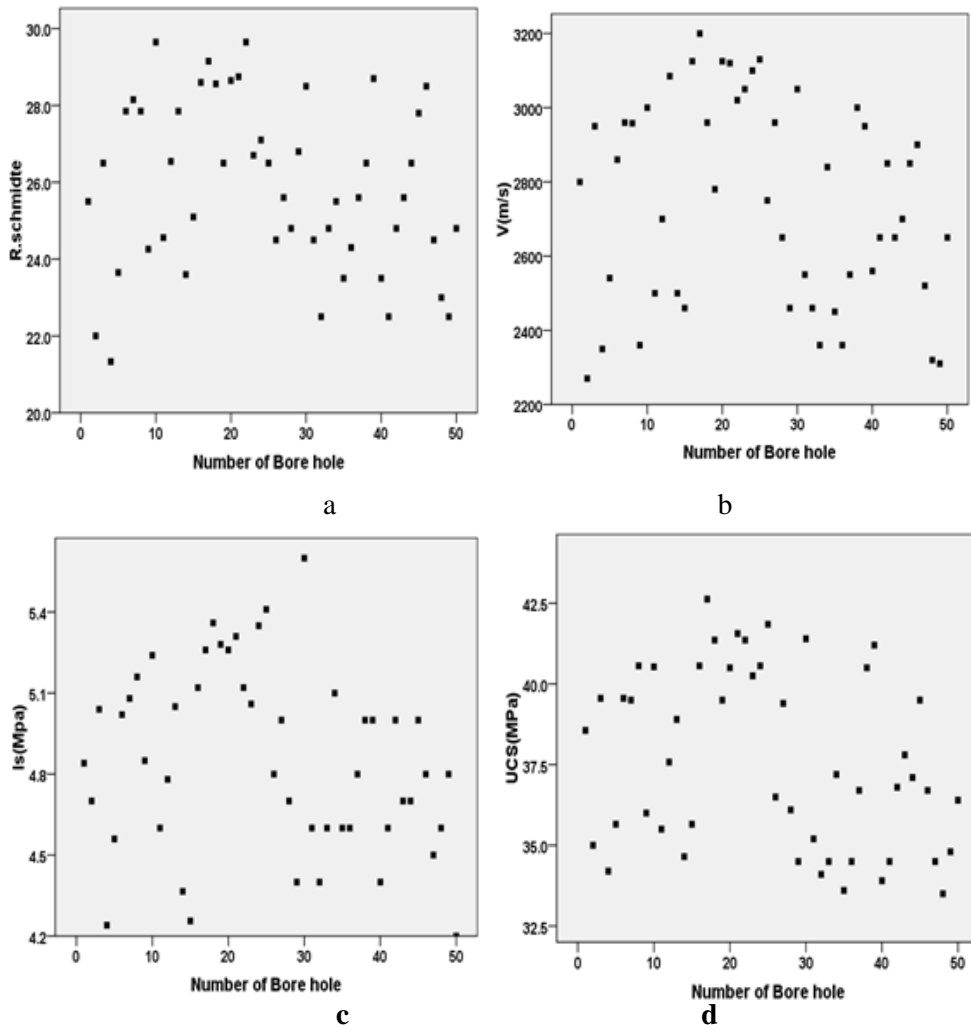 30.0
28.0
26.0
24.0
22.0
20.0
R.schmidte
0 10 20 30 40 50
Number of Bore hole
a
3200
3000
2800
2600
2400
2200
V(m/s)
0 10 20 30 40 50
Number of Bore hole
b
5.4
5.1
4.8
4.5
4.2
Is(Mpa)
0 10 20 30 40 50
Number of Bore hole
c
42.5
40.0
37.5
35.0
32.5
UCS(MPa)
0 10 20 30 40 50
Number of Bore hole
d